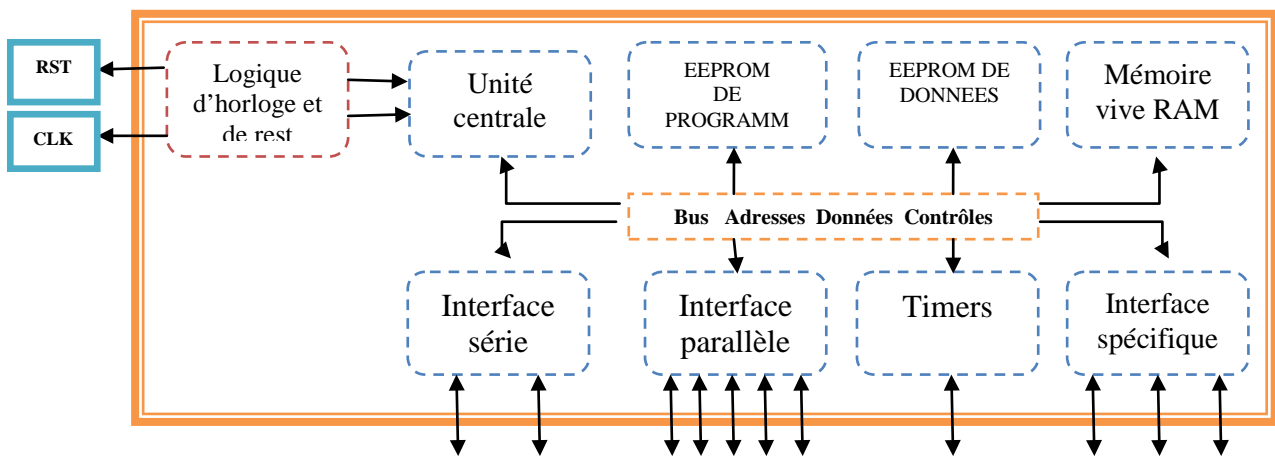 RST
CLK
Logique
d'horloge et
de rest
Unité
centrale
EEPROM
DE
PROGRAMM
EEPROM DE
DONNEES
Mémoire
vive RAM
Bus Adresses Données Contrôles
Interface
série
Interface
parallèle
Timers
Interface
spécifique